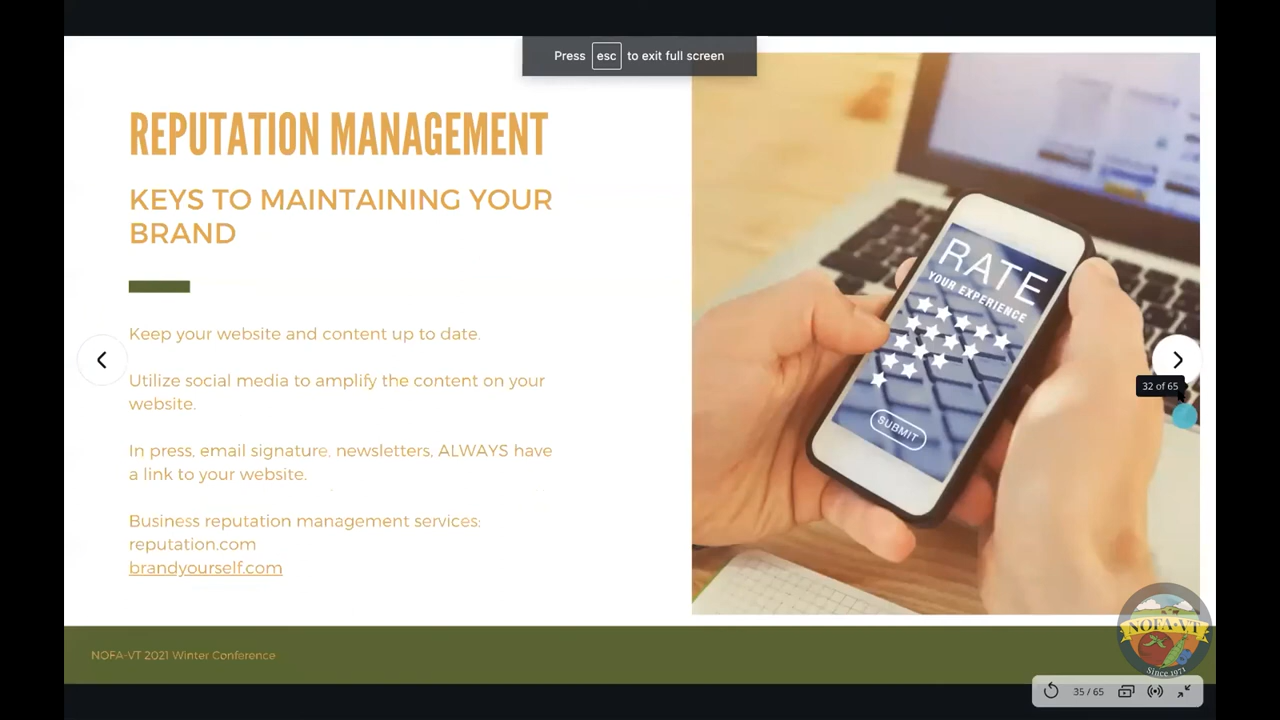 Press esc to exit full screen
REPUTATION MANAGEMENT
KEYS TO MAINTAINING YOUR
BRAND
Keep your website and content up to date.
Utilize social media to amplify the content on your
website.
In press, email signature, newsletters, ALWAYS have
a link to your website.
Business reputation management services:
reputation.com
brandyourself.com
RATE
YOUR EXPERIENCE
SUBMIT
32 of 65
NOFA-VT 2021 Winter Conference
NOFA-VT
Since 1971
35 / 65